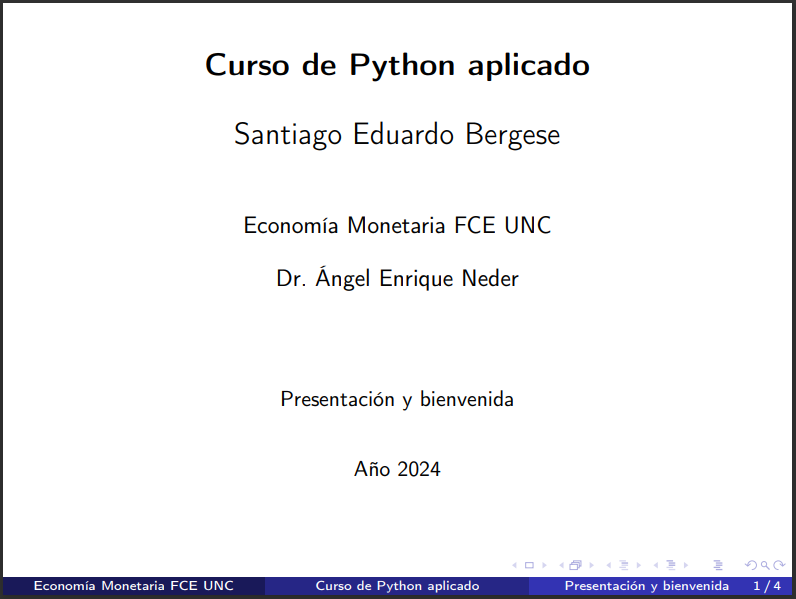 Curso de Python aplicado
Santiago Eduardo Bergese
Economía Monetaria FCE UNC
Dr. Ángel Enrique Neder
Presentación y bienvenida
Año 2024
Economía Monetaria FCE UNC Curso de Python aplicado Presentación y bienvenida 1 / 4